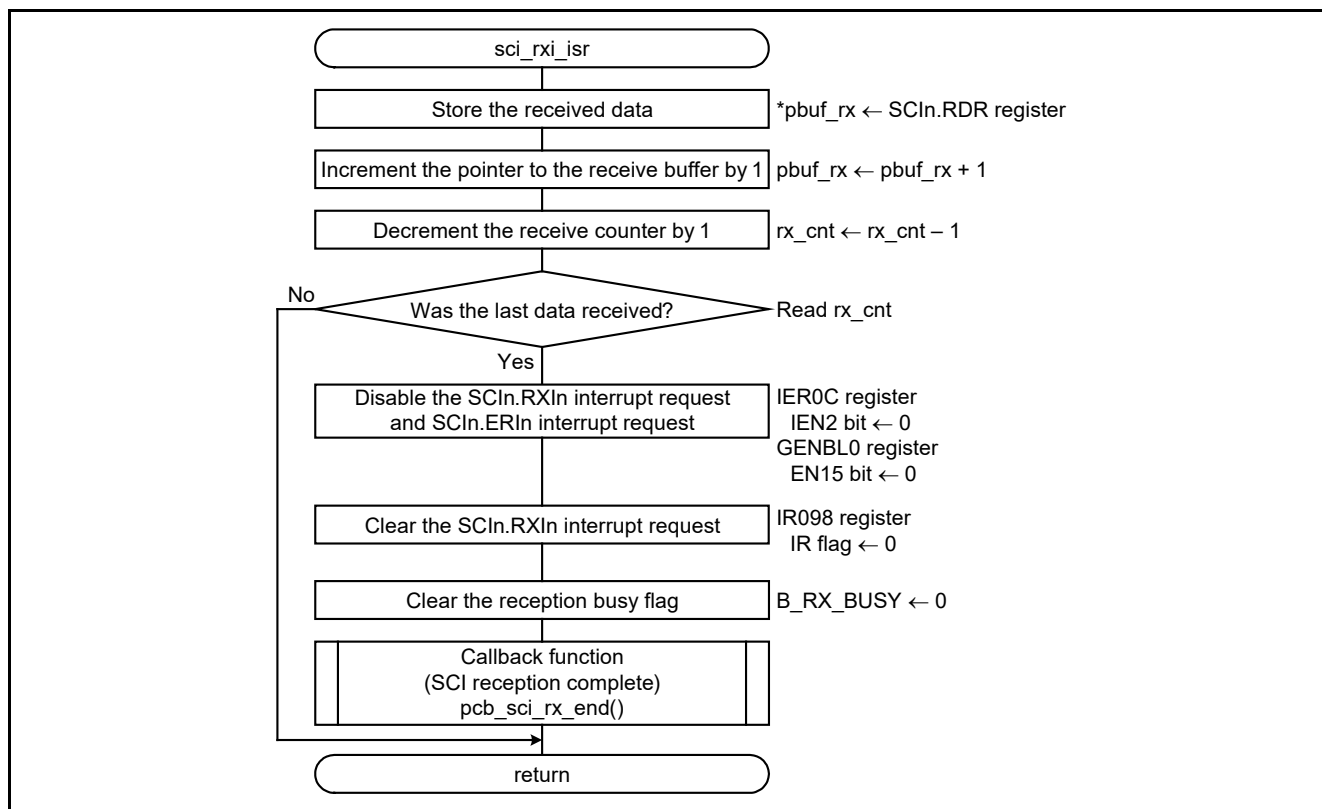 sci_rxi_isr
Store the received data
*pbuf_rx ← SCIn.RDR register
Increment the pointer to the receive buffer by 1
pbuf_rx ← pbuf_rx + 1
Decrement the receive counter by 1
rx_cnt ← rx_cnt – 1
No
Was the last data received?
Read rx_cnt
Yes
Disable the SCIn.RXIn interrupt request
and SCIn.ERIn interrupt request
IER0C register
IEN2 bit ← 0
GENBL0 register
EN15 bit ← 0
Clear the SCIn.RXIn interrupt request
IR098 register
IR flag ← 0
Clear the reception busy flag
B_RX_BUSY ← 0
Callback function
(SCI reception complete)
pcb_sci_rx_end()
return